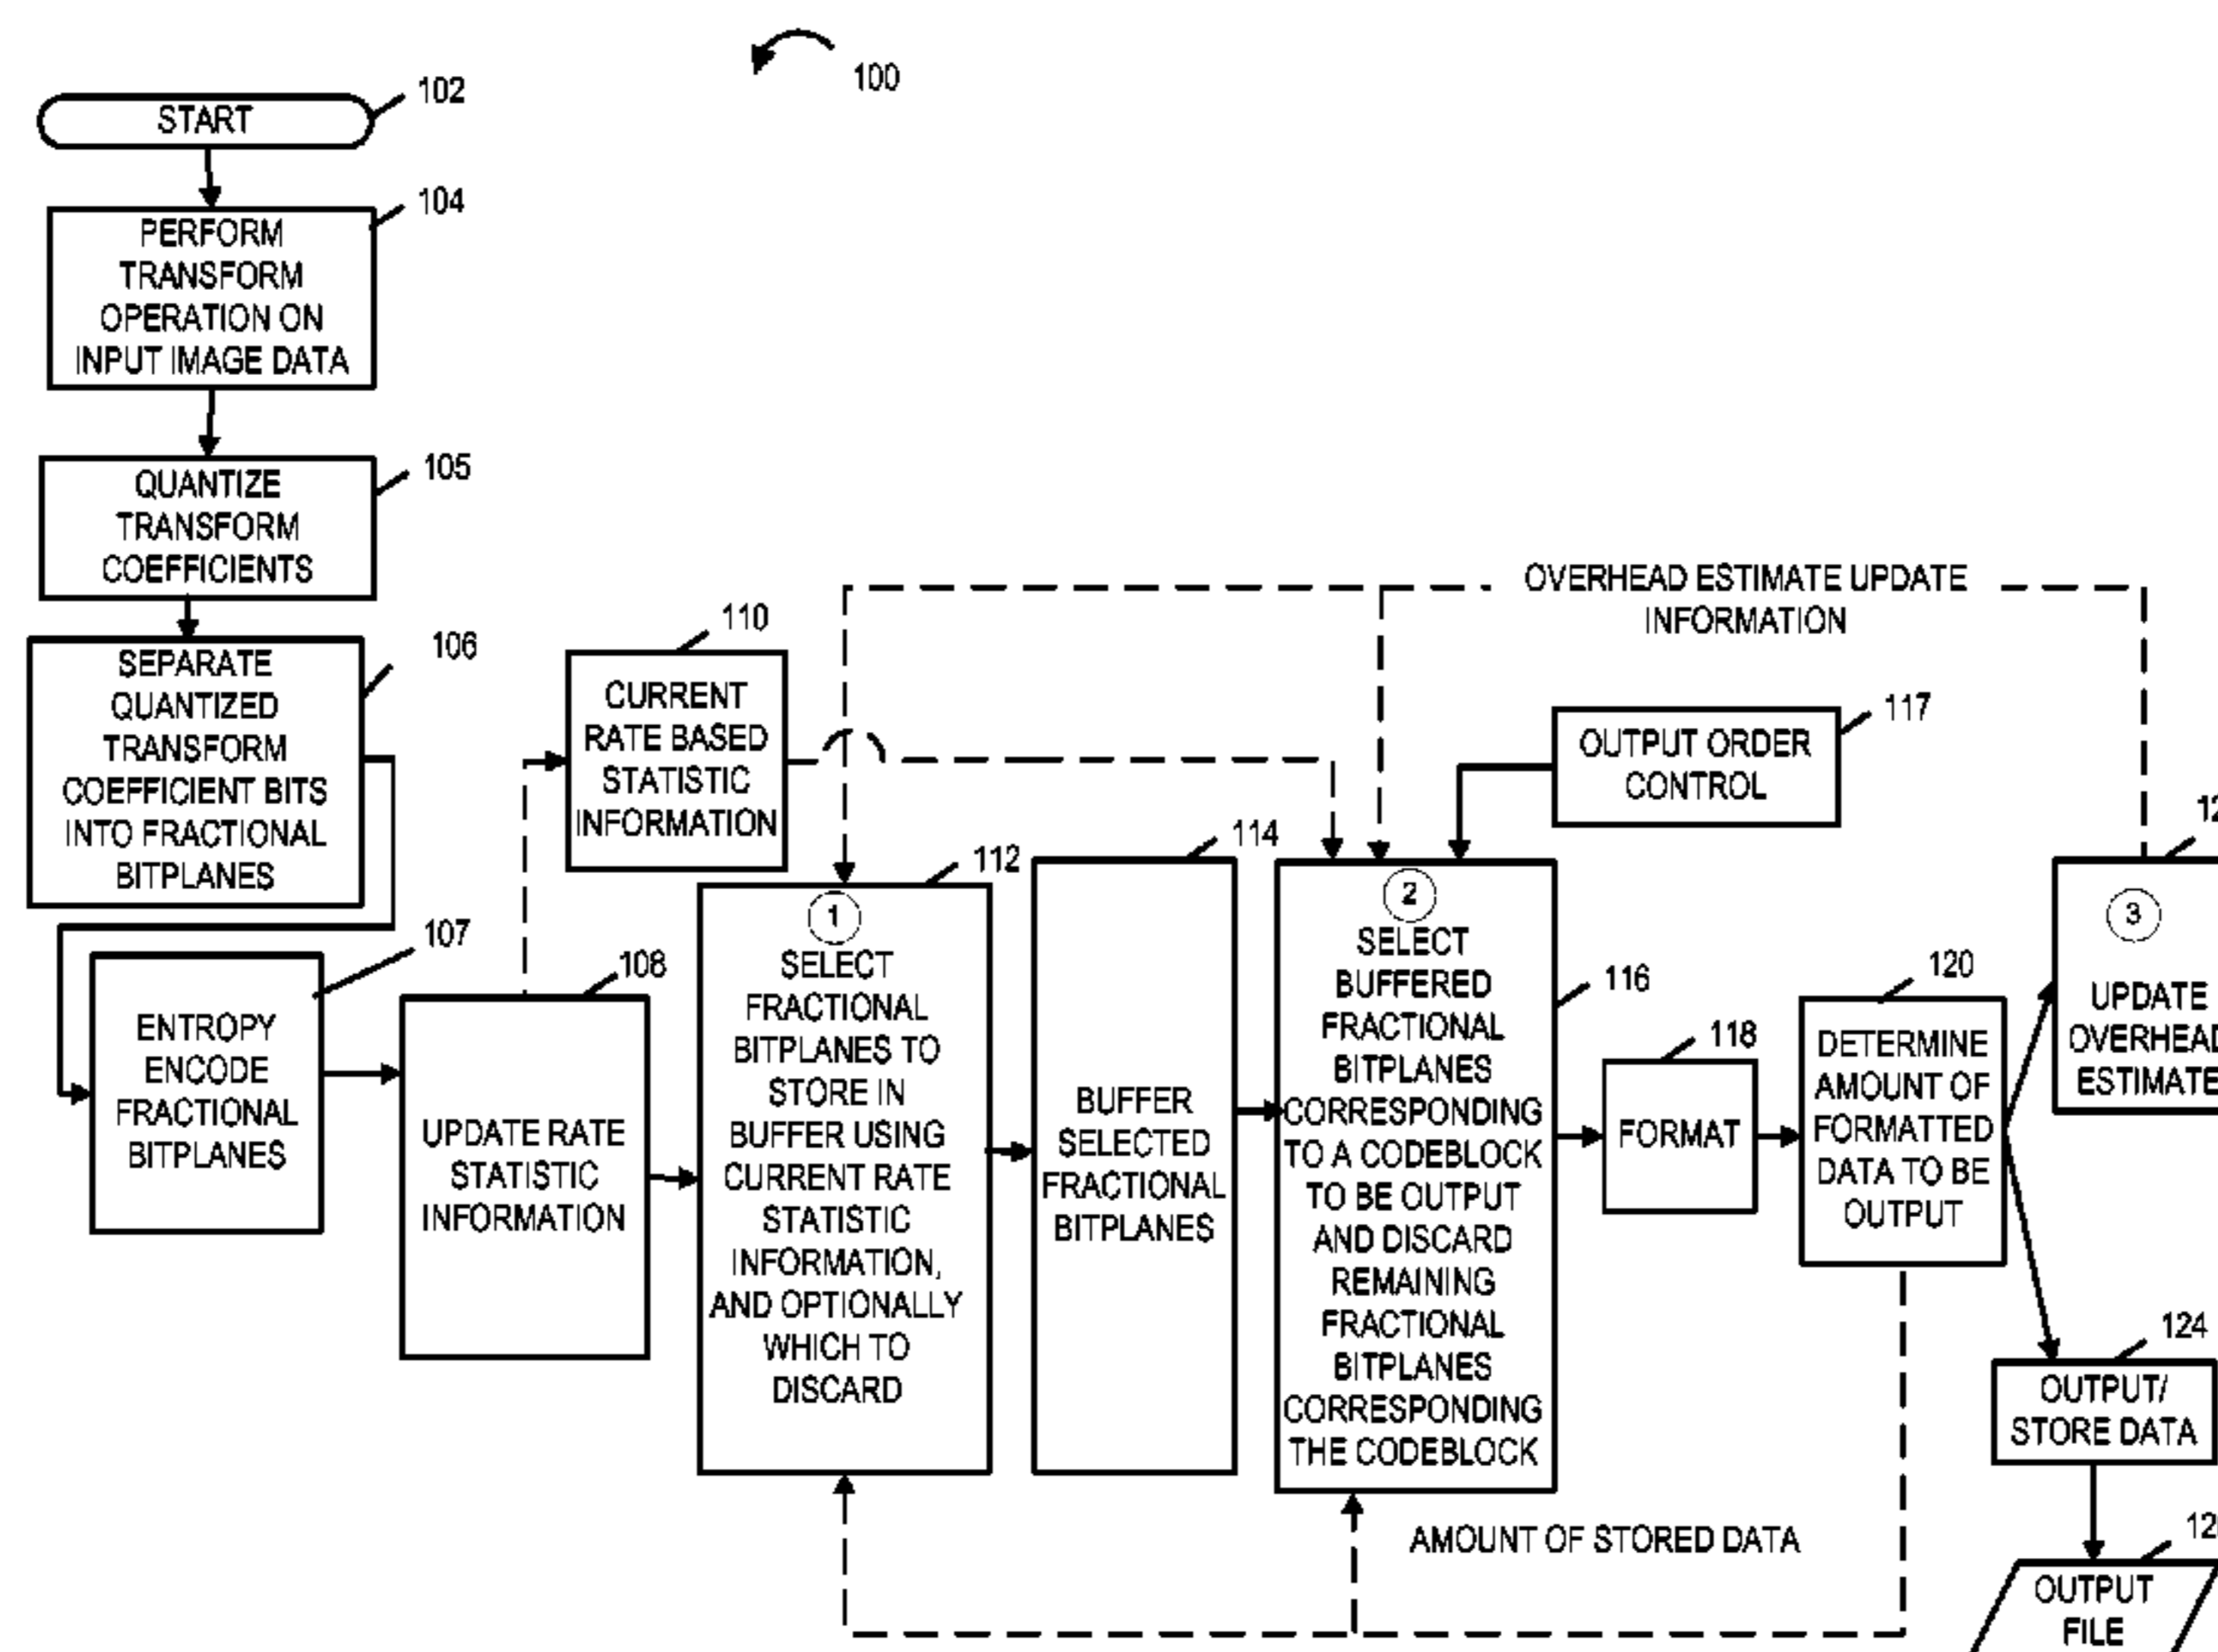 100
START
102
PERFORM
TRANSFORM
OPERATION ON
INPUT IMAGE DATA
104
QUANTIZE
TRANSFORM
COEFFICIENTS
105
SEPARATE
QUANTIZED
TRANSFORM
COEFFICIENT BITS
INTO FRACTIONAL
BITPLANES
106
ENTROPY
ENCODE
FRACTIONAL
BITPLANES
107
UPDATE RATE
STATISTIC
INFORMATION
108
CURRENT
RATE BASED
STATISTIC
INFORMATION
110
1
SELECT
FRACTIONAL
BITPLANES TO
STORE IN
BUFFER USING
CURRENT RATE
STATISTIC
INFORMATION,
AND OPTIONALLY
WHICH TO
DISCARD
112
BUFFER
SELECTED
FRACTIONAL
BITPLANES
114
OVERHEAD ESTIMATE UPDATE
INFORMATION
OUTPUT ORDER
CONTROL
117
2
SELECT
BUFFERED
FRACTIONAL
BITPLANES
CORRESPONDING
TO A CODEBLOCK
TO BE OUTPUT
AND DISCARD
REMAINING
FRACTIONAL
BITPLANES
CORRESPONDING
THE CODEBLOCK
116
FORMAT
118
DETERMINE
AMOUNT OF
FORMATTED
DATA TO BE
OUTPUT
120
3
UPDATE
OVERHEAD
ESTIMATE
OUTPUT/
STORE DATA
124
AMOUNT OF STORED DATA
OUTPUT
FILE